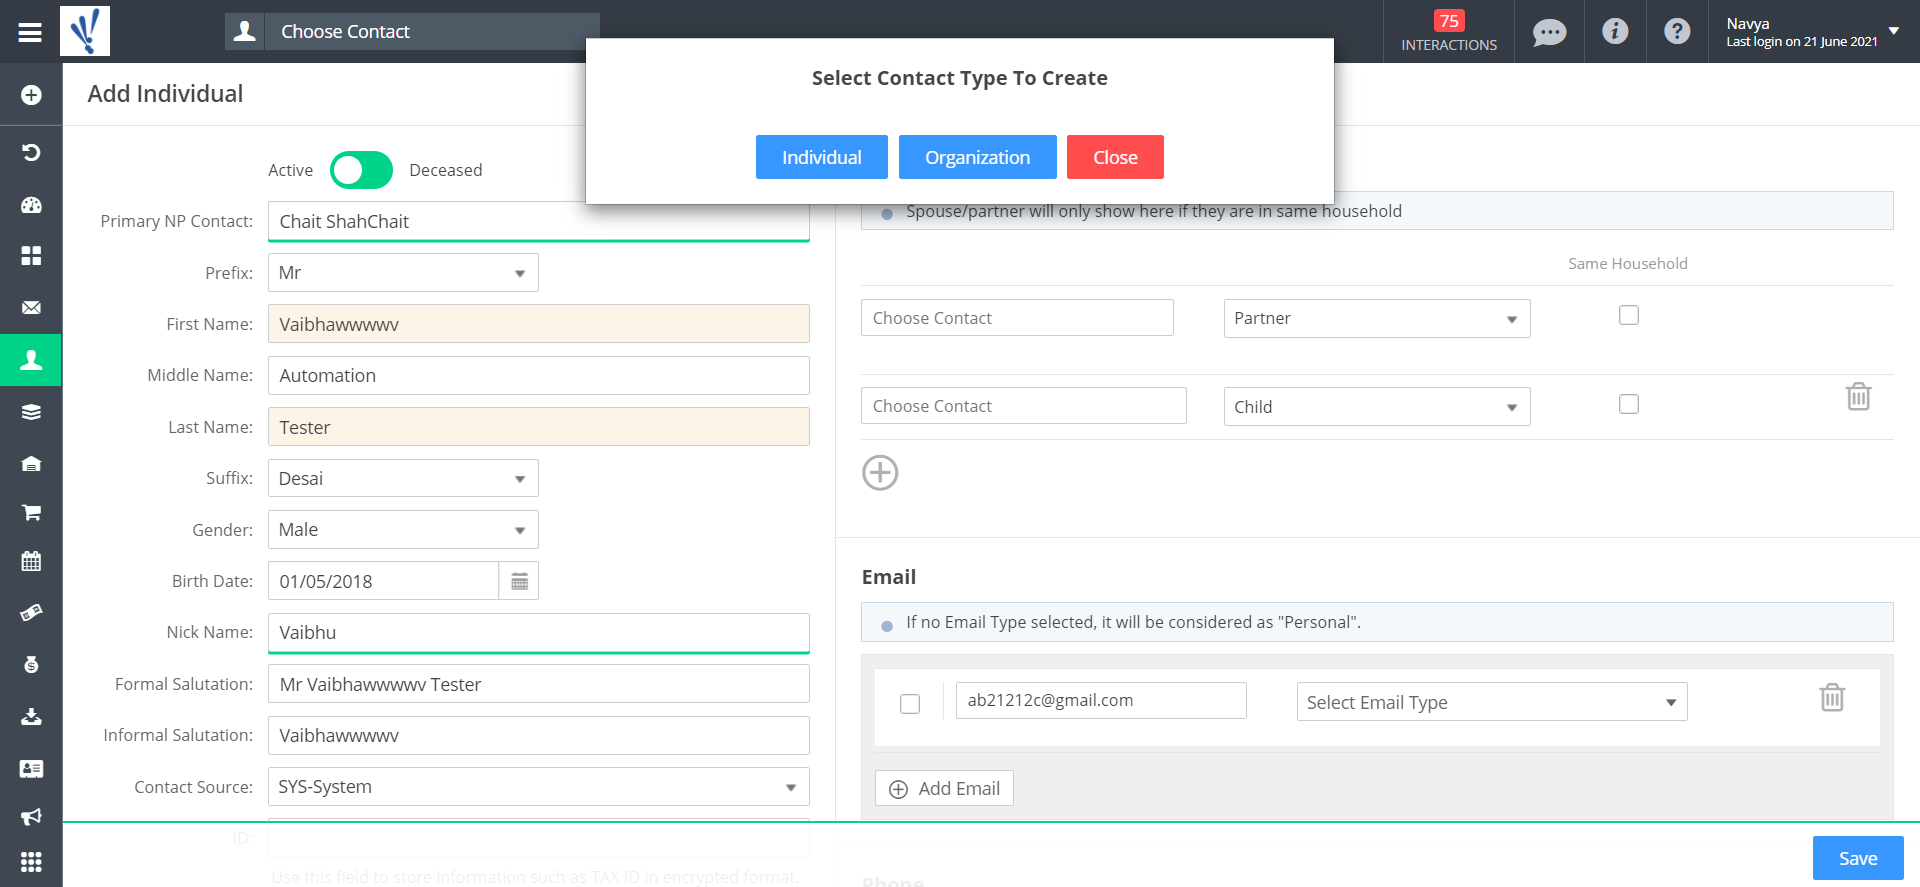 Choose Contact
75
INTERACTIONS
Navya
Last login on 21 June 2021
Select Contact Type To Create
Individual
Organization
Close
Add Individual
Active
Deceased
Primary NP Contact:
Chait ShahChait
Prefix:
Mr
First Name:
Vaibhawwwwv
Middle Name:
Automation
Last Name:
Tester
Suffix:
Desai
Gender:
Male
Birth Date:
01/05/2018
Nick Name:
Vaibhu
Formal Salutation:
Mr Vaibhawwwwv Tester
Informal Salutation:
Vaibhawwwwv
Contact Source:
SYS-System
ID:
Use this field to store information such as TAX ID in encrypted format.
Spouse/partner will only show here if they are in same household
Same Household
Choose Contact
Partner
Choose Contact
Child
Email
If no Email Type selected, it will be considered as "Personal".
ab21212c@gmail.com
Select Email Type
Add Email
Phone
Save